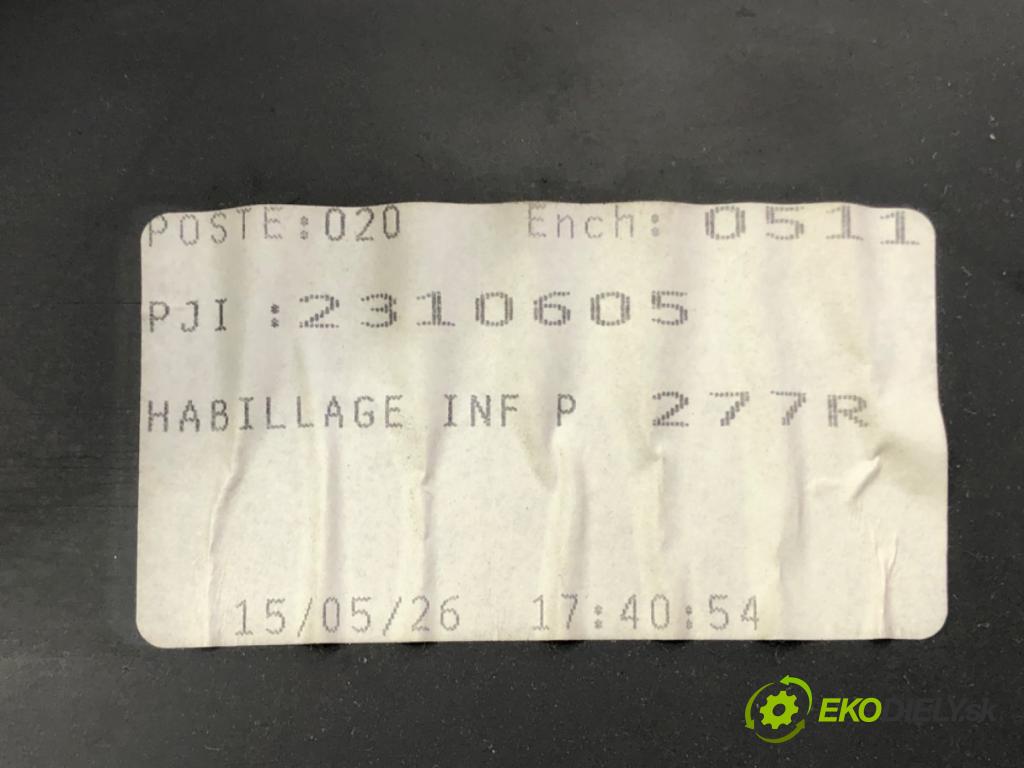 POSTE:020 Ench: 0511
PJI :2310605
HABILLAGE INF P 277R
15/05/26 17:40:54
EKODIELY.sk